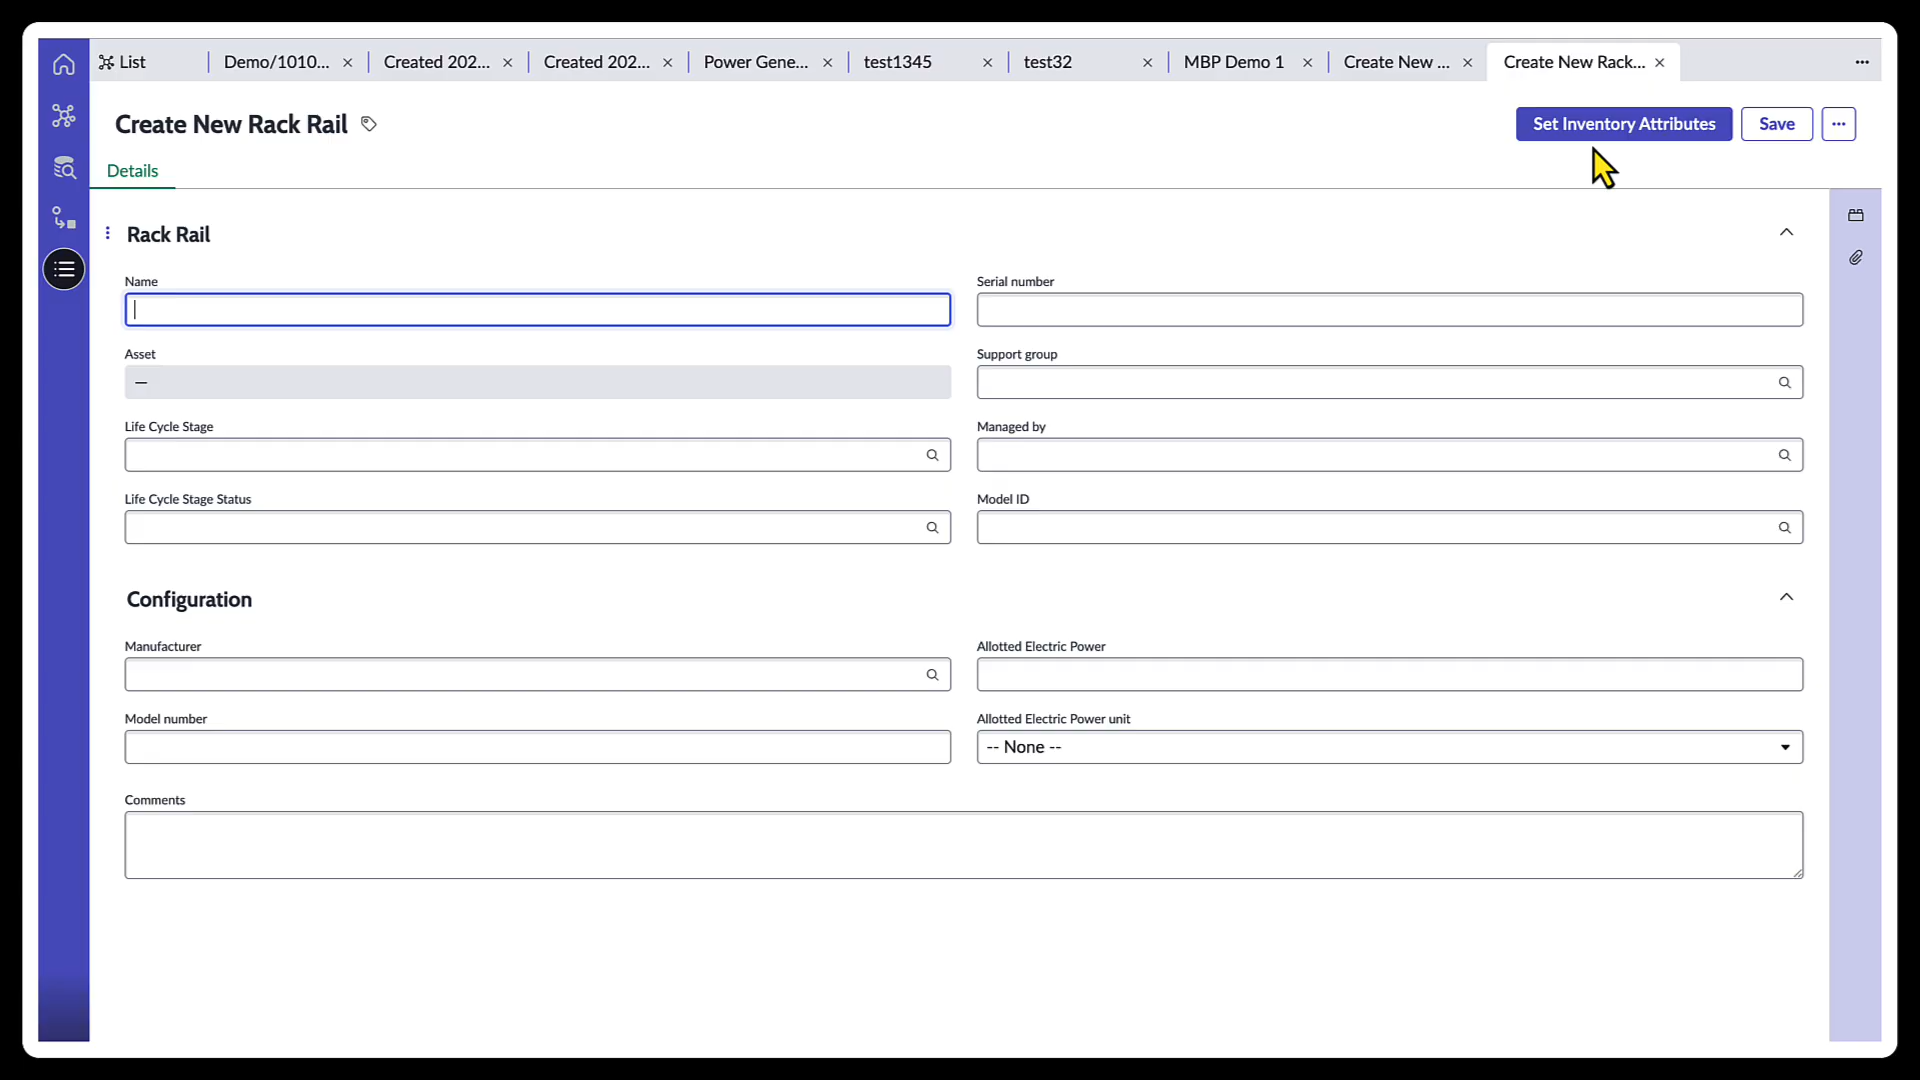 List Demo/1010... Created 202... Created 202... Power Gene... test1345 test32 MBP Demo 1 Create New ... Create New Rack...
Create New Rack Rail
Set Inventory Attributes Save
Details
Rack Rail
Name Serial number
Asset Support group
—
Life Cycle Stage Managed by
Life Cycle Stage Status Model ID
Configuration
Manufacturer Allotted Electric Power
Model number Allotted Electric Power unit
-- None --
Comments